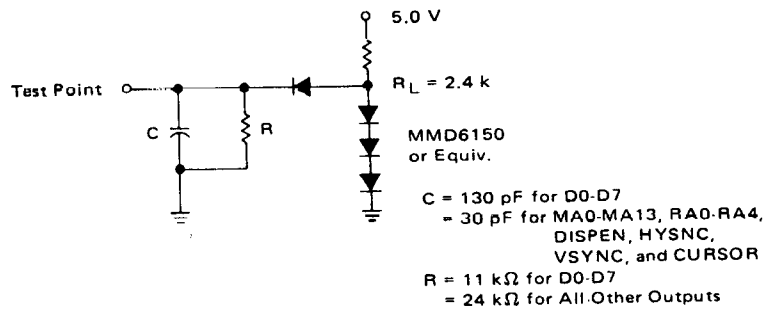 5.0 V
Test Point
RL = 2.4 k
C
R
MMD6150
or Equiv.
C = 130 pF for D0-D7
= 30 pF for MA0-MA13, RA0-RA4,
DISPEN, HYSNC,
VSYNC, and CURSOR
R = 11 kΩ for D0-D7
= 24 kΩ for All Other Outputs